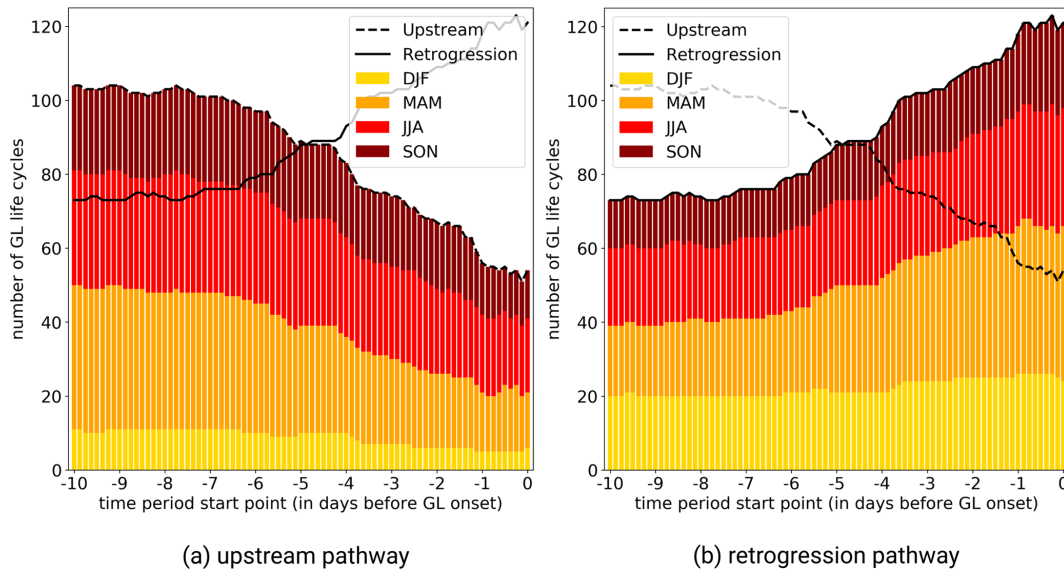 120
100
80
60
40
20
0
number of GL life cycles
-10 -9 -8 -7 -6 -5 -4 -3 -2 -1 0
time period start point (in days before GL onset)
Upstream
Retrogression
DJF
MAM
JJA
SON
(a) upstream pathway
120
100
80
60
40
20
0
number of GL life cycles
-10 -9 -8 -7 -6 -5 -4 -3 -2 -1 0
time period start point (in days before GL onset)
Upstream
Retrogression
DJF
MAM
JJA
SON
(b) retrogression pathway